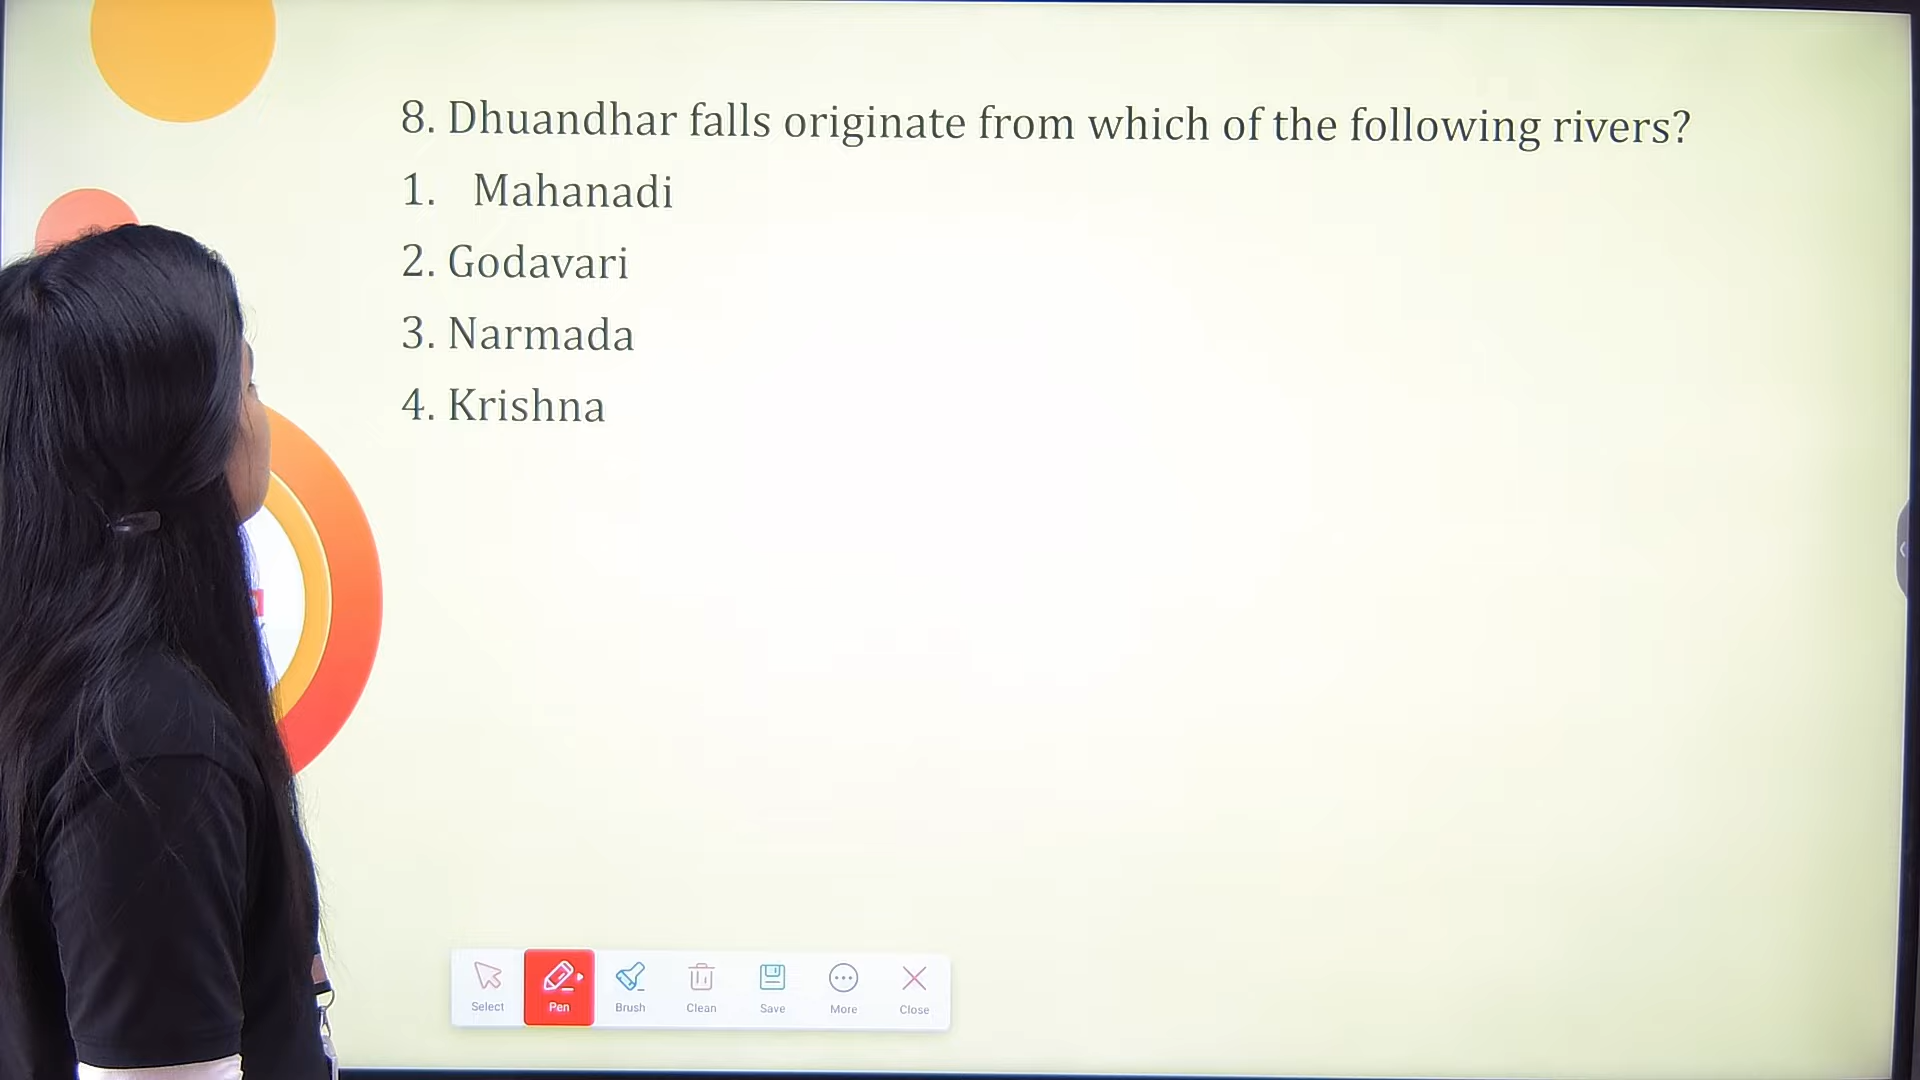 8. Dhuandhar falls originate from which of the following rivers?
1. Mahanadi
2. Godavari
3. Narmada
4. Krishna
Select Pen Brush Clean Save More Close